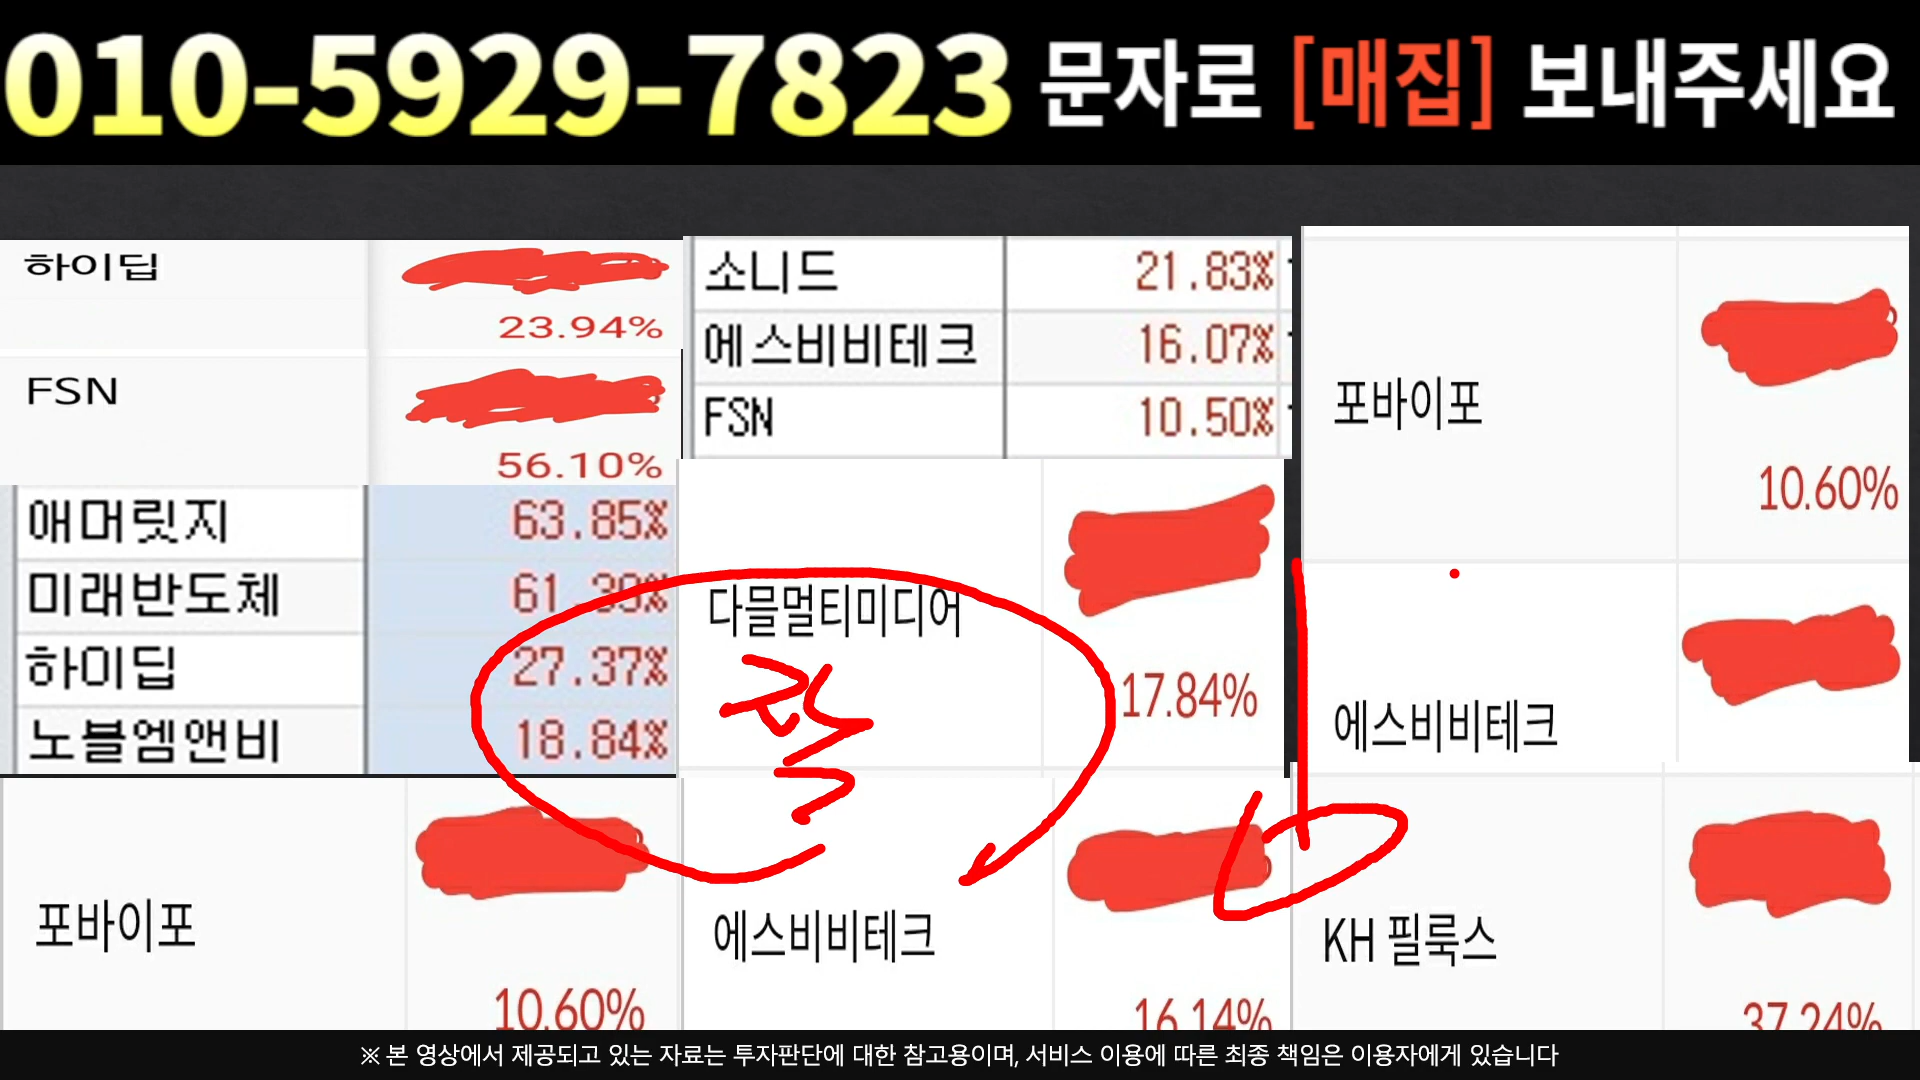 010-5929-7823 문자로 [매집] 보내주세요
하이딥
23.94%
FSN
56.10%
애머릿지 63.85%
미래반도체 61.39%
하이딥 27.37%
노블엠앤비 18.84%
소니드 21.83%
에스비비테크 16.07%
FSN 10.50%
포바이포
10.60%
다믈멀티미디어
17.84%
에스비비테크
포바이포
10.60%
에스비비테크
16.14%
KH 필룩스
37.24%
※ 본 영상에서 제공되고 있는 자료는 투자판단에 대한 참고용이며, 서비스 이용에 따른 최종 책임은 이용자에게 있습니다